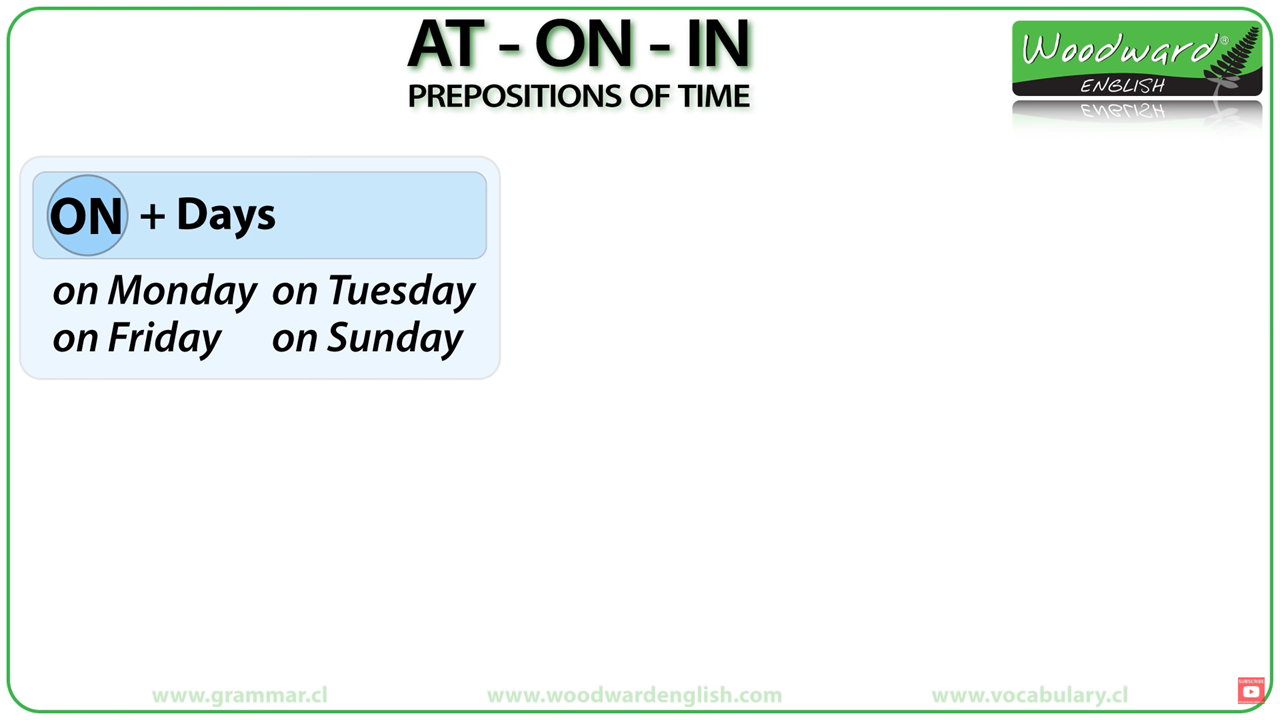 AT - ON - IN
PREPOSITIONS OF TIME
Woodward®
ENGLISH
ON + Days
on Monday on Tuesday
on Friday on Sunday
www.grammar.cl www.woodwardenglish.com www.vocabulary.cl
SUBSCRIBE